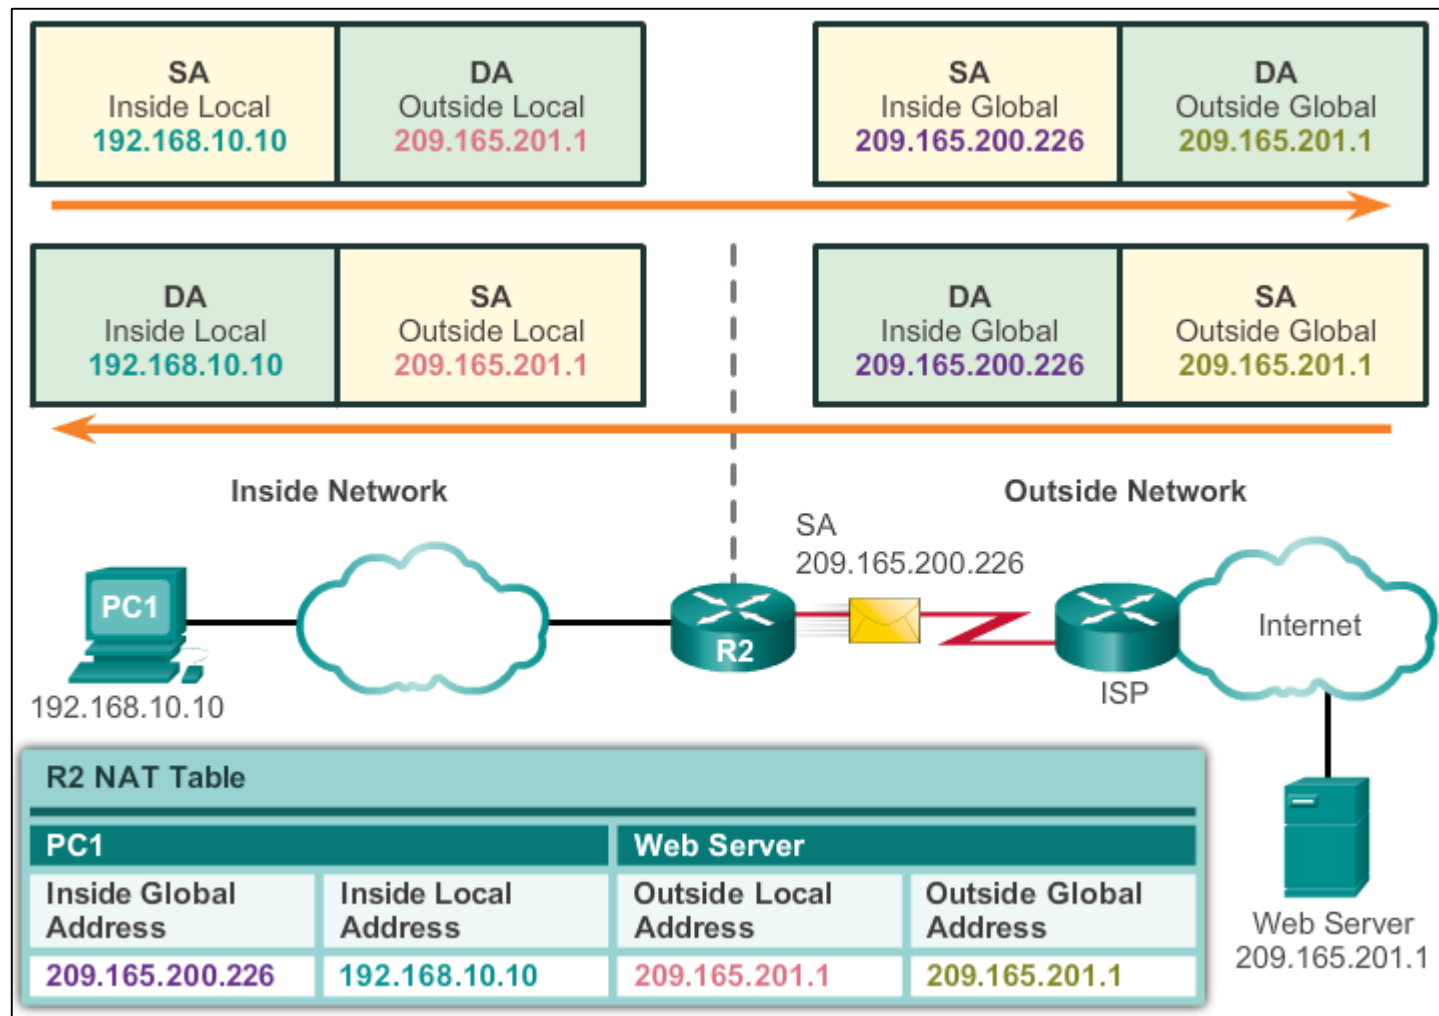 SA
Inside Local
192.168.10.10
DA
Outside Local
209.165.201.1
SA
Inside Global
209.165.200.226
DA
Outside Global
209.165.201.1
DA
Inside Local
192.168.10.10
SA
Outside Local
209.165.201.1
DA
Inside Global
209.165.200.226
SA
Outside Global
209.165.201.1
Inside Network
Outside Network
SA
209.165.200.226
PC1
192.168.10.10
R2
ISP
Internet
Web Server
209.165.201.1
R2 NAT Table
PC1
Web Server
Inside Global
Address
Inside Local
Address
Outside Local
Address
Outside Global
Address
209.165.200.226
192.168.10.10
209.165.201.1
209.165.201.1